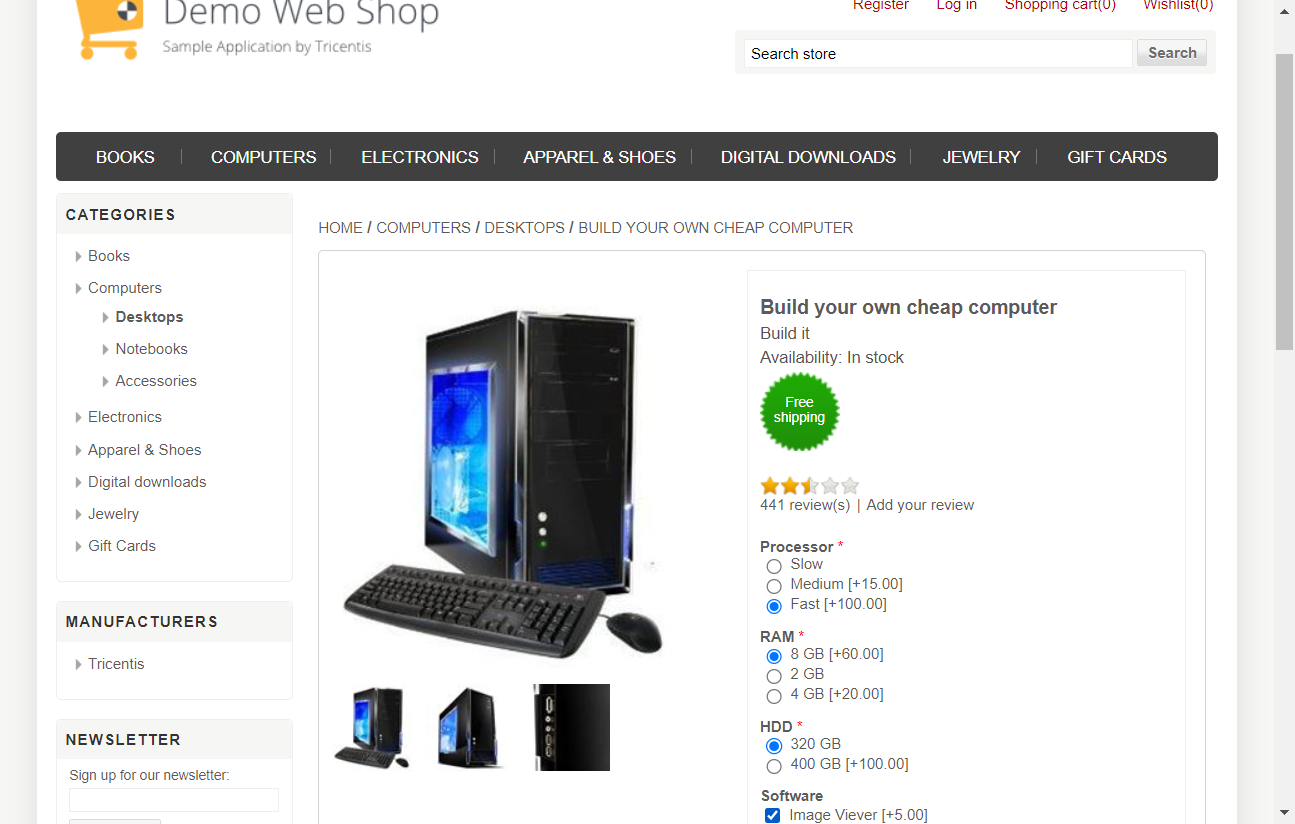 Demo Web Shop
Sample Application by Tricentis
Register Log in Shopping cart(0) Wishlist(0)
Search store Search
BOOKS COMPUTERS ELECTRONICS APPAREL & SHOES DIGITAL DOWNLOADS JEWELRY GIFT CARDS
CATEGORIES
Books
Computers
Desktops
Notebooks
Accessories
Electronics
Apparel & Shoes
Digital downloads
Jewelry
Gift Cards
MANUFACTURERS
Tricentis
NEWSLETTER
Sign up for our newsletter:
HOME / COMPUTERS / DESKTOPS / BUILD YOUR OWN CHEAP COMPUTER
Build your own cheap computer
Build it
Availability: In stock
Free
shipping
441 review(s) | Add your review
Processor *
Slow
Medium [+15.00]
Fast [+100.00]
RAM *
8 GB [+60.00]
2 GB
4 GB [+20.00]
HDD *
320 GB
400 GB [+100.00]
Software
Image Viever [+5.00]